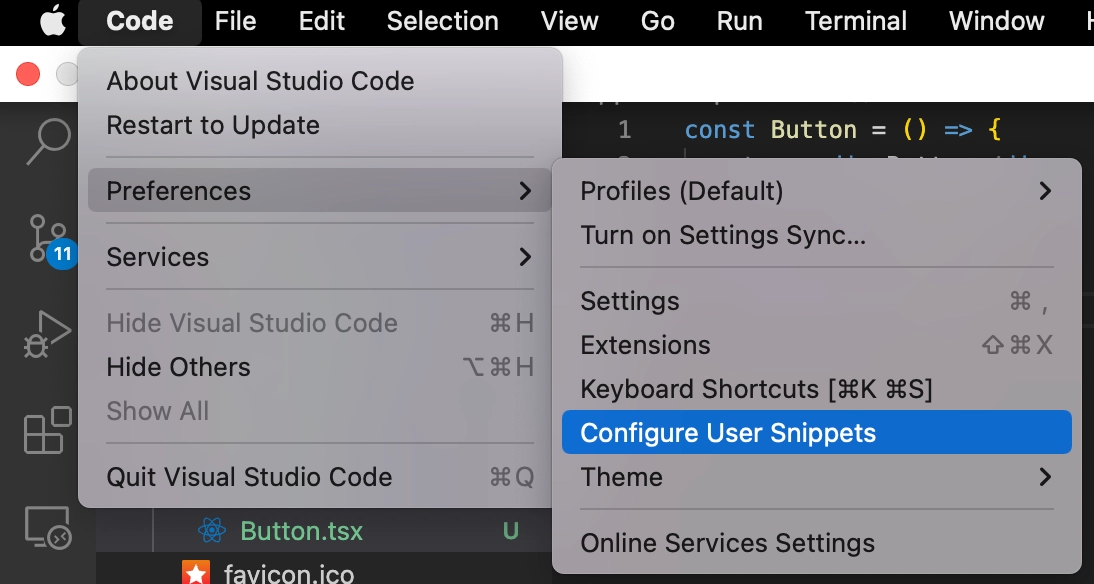 Code File Edit Selection View Go Run Terminal Window
About Visual Studio Code
Restart to Update
Preferences
Services
Hide Visual Studio Code ⌘H
Hide Others ⌥⌘H
Show All
Quit Visual Studio Code ⌘Q
11
1 const Button = () => {
Profiles (Default)
Turn on Settings Sync...
Settings ⌘ ,
Extensions ⇧⌘X
Keyboard Shortcuts [⌘K ⌘S]
Configure User Snippets
Theme
Online Services Settings
Button.tsx U
favicon.ico